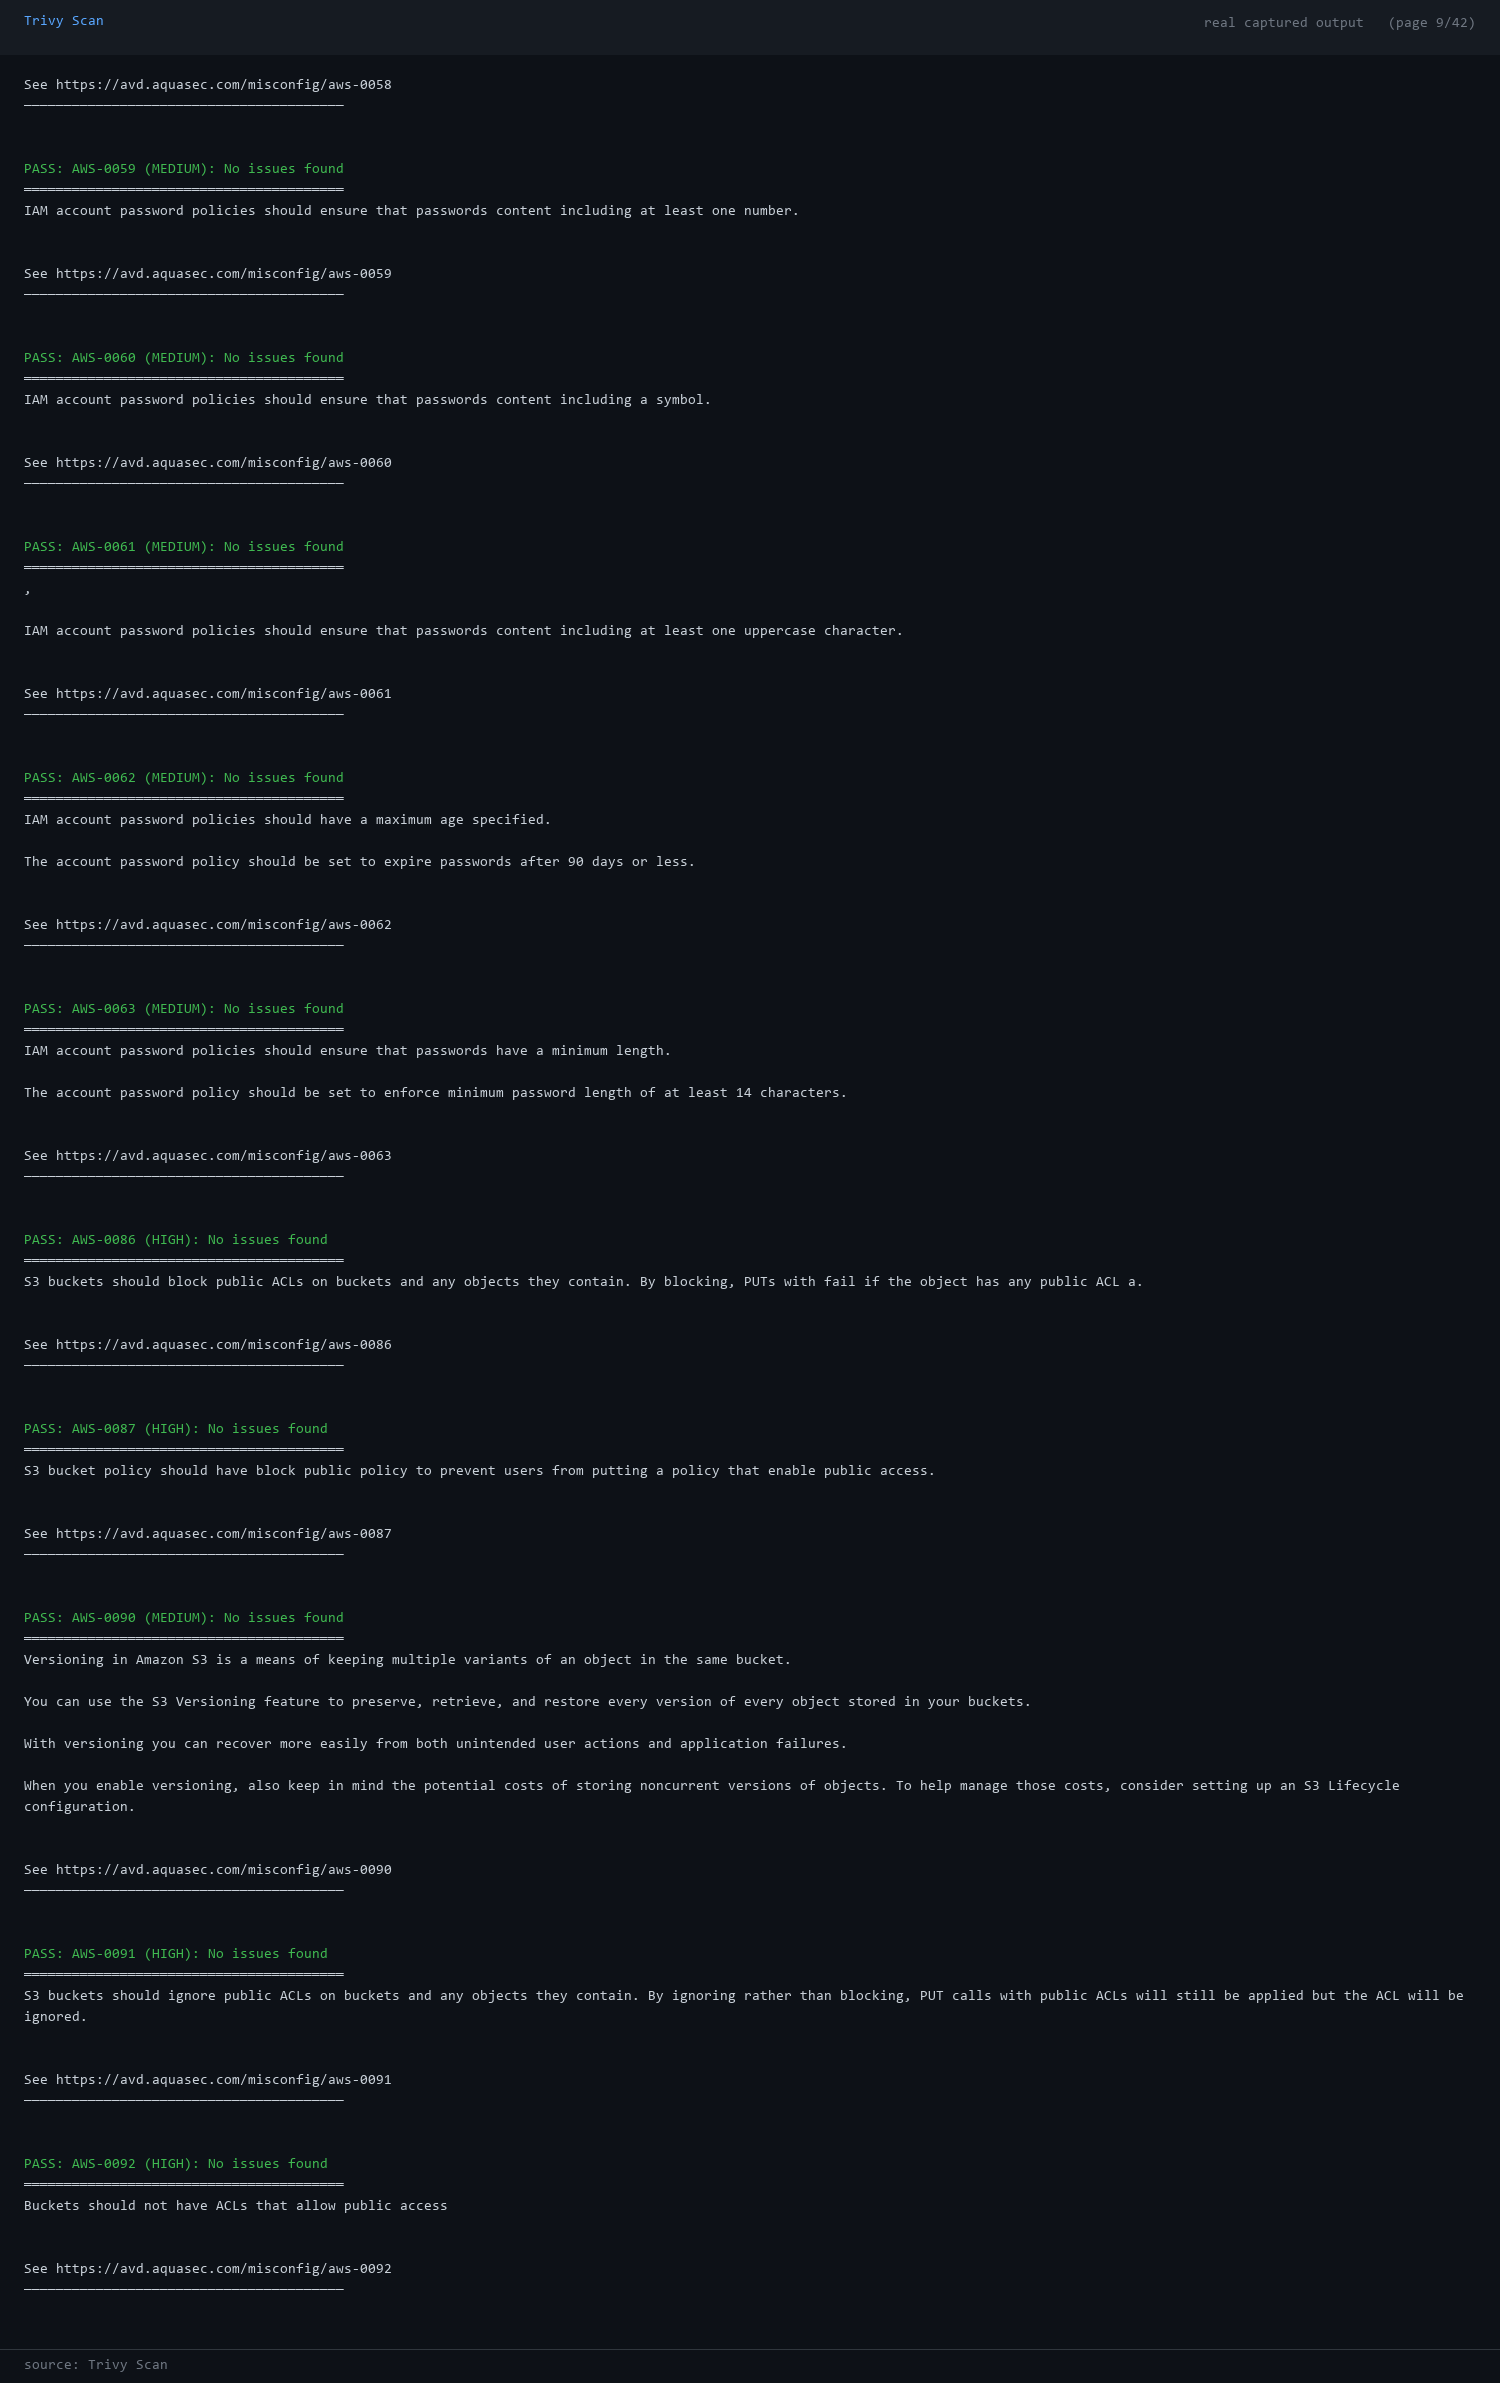 Trivy Scan
real captured output (page 9/42)
See https://avd.aquasec.com/misconfig/aws-0058
────────────────────────────────────────
PASS: AWS-0059 (MEDIUM): No issues found
════════════════════════════════════════
IAM account password policies should ensure that passwords content including at least one number.
See https://avd.aquasec.com/misconfig/aws-0059
────────────────────────────────────────
PASS: AWS-0060 (MEDIUM): No issues found
════════════════════════════════════════
IAM account password policies should ensure that passwords content including a symbol.
See https://avd.aquasec.com/misconfig/aws-0060
────────────────────────────────────────
PASS: AWS-0061 (MEDIUM): No issues found
════════════════════════════════════════
,
IAM account password policies should ensure that passwords content including at least one uppercase character.
See https://avd.aquasec.com/misconfig/aws-0061
────────────────────────────────────────
PASS: AWS-0062 (MEDIUM): No issues found
════════════════════════════════════════
IAM account password policies should have a maximum age specified.
The account password policy should be set to expire passwords after 90 days or less.
See https://avd.aquasec.com/misconfig/aws-0062
────────────────────────────────────────
PASS: AWS-0063 (MEDIUM): No issues found
════════════════════════════════════════
IAM account password policies should ensure that passwords have a minimum length.
The account password policy should be set to enforce minimum password length of at least 14 characters.
See https://avd.aquasec.com/misconfig/aws-0063
────────────────────────────────────────
PASS: AWS-0086 (HIGH): No issues found
════════════════════════════════════════
S3 buckets should block public ACLs on buckets and any objects they contain. By blocking, PUTs with fail if the object has any public ACL a.
See https://avd.aquasec.com/misconfig/aws-0086
────────────────────────────────────────
PASS: AWS-0087 (HIGH): No issues found
════════════════════════════════════════
S3 bucket policy should have block public policy to prevent users from putting a policy that enable public access.
See https://avd.aquasec.com/misconfig/aws-0087
────────────────────────────────────────
PASS: AWS-0090 (MEDIUM): No issues found
════════════════════════════════════════
Versioning in Amazon S3 is a means of keeping multiple variants of an object in the same bucket.
You can use the S3 Versioning feature to preserve, retrieve, and restore every version of every object stored in your buckets.
With versioning you can recover more easily from both unintended user actions and application failures.
When you enable versioning, also keep in mind the potential costs of storing noncurrent versions of objects. To help manage those costs, consider setting up an S3 Lifecycle
configuration.
See https://avd.aquasec.com/misconfig/aws-0090
────────────────────────────────────────
PASS: AWS-0091 (HIGH): No issues found
════════════════════════════════════════
S3 buckets should ignore public ACLs on buckets and any objects they contain. By ignoring rather than blocking, PUT calls with public ACLs will still be applied but the ACL will be
ignored.
See https://avd.aquasec.com/misconfig/aws-0091
────────────────────────────────────────
PASS: AWS-0092 (HIGH): No issues found
════════════════════════════════════════
Buckets should not have ACLs that allow public access
See https://avd.aquasec.com/misconfig/aws-0092
────────────────────────────────────────
source: Trivy Scan